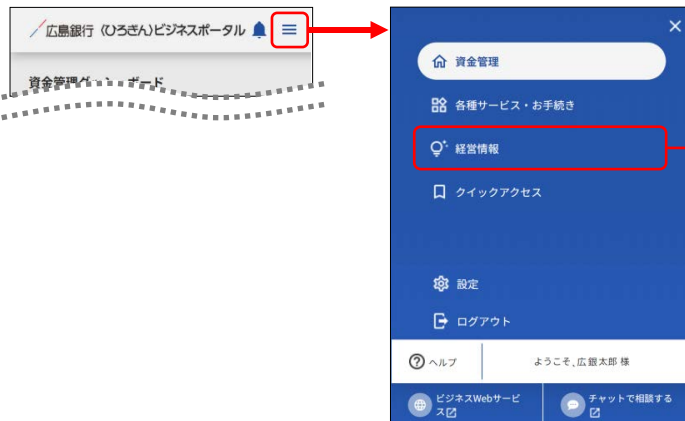 広島銀行〈ひろぎん〉ビジネスポータル
資金管理
資金管理
各種サービス・お手続き
経営情報
クイックアクセス
設定
ログアウト
ヘルプ
ようこそ、広銀太郎 様
ビジネスWebサービ
ス
チャットで相談する